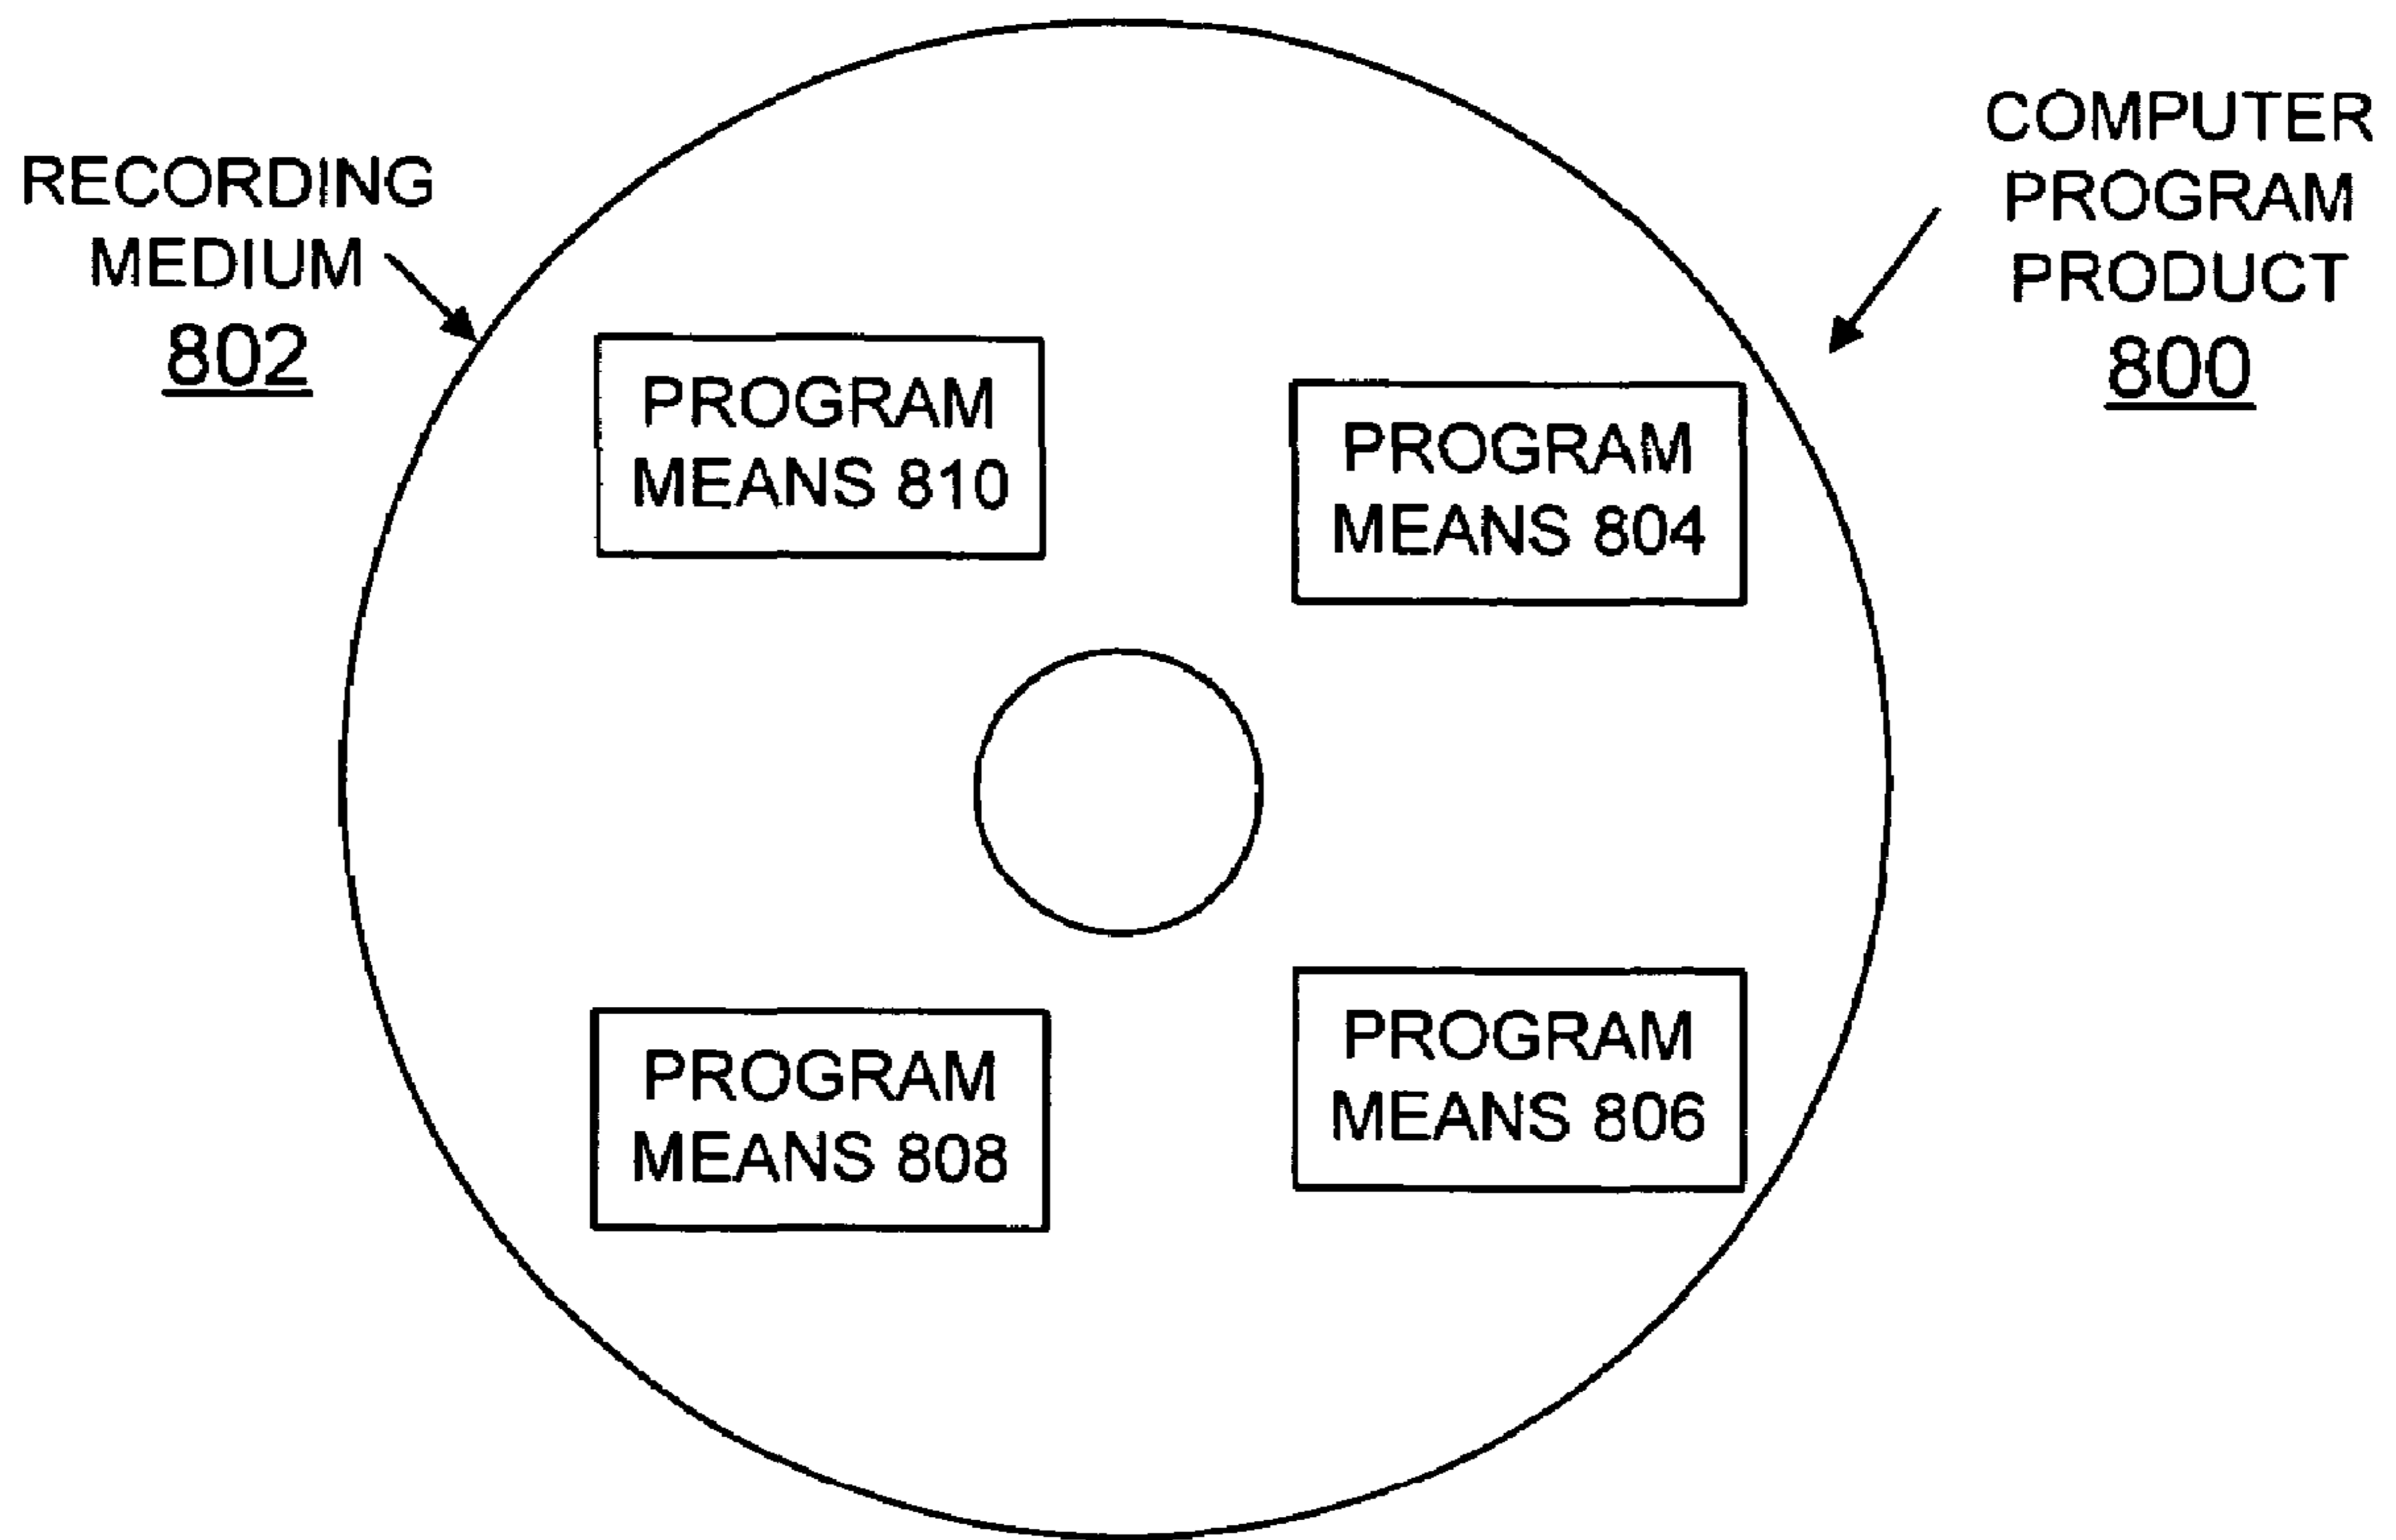 RECORDING
MEDIUM
802
COMPUTER
PROGRAM
PRODUCT
800
PROGRAM
MEANS 810
PROGRAM
MEANS 804
PROGRAM
MEANS 808
PROGRAM
MEANS 806